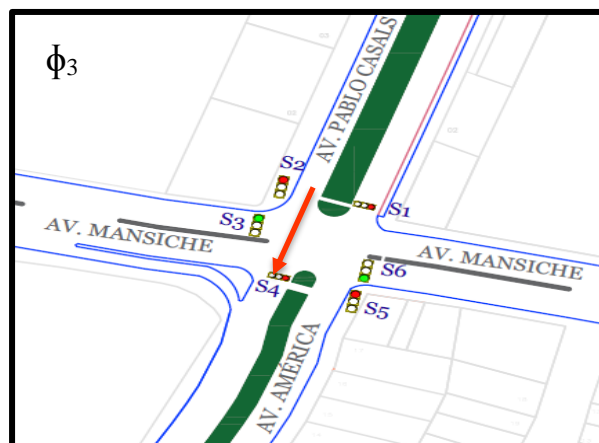 ϕ3
AV. PABLO CASALS
S2
S1
S3
AV. MANSICHE
AV. MANSICHE
S6
S4
S5
AV. AMÉRICA